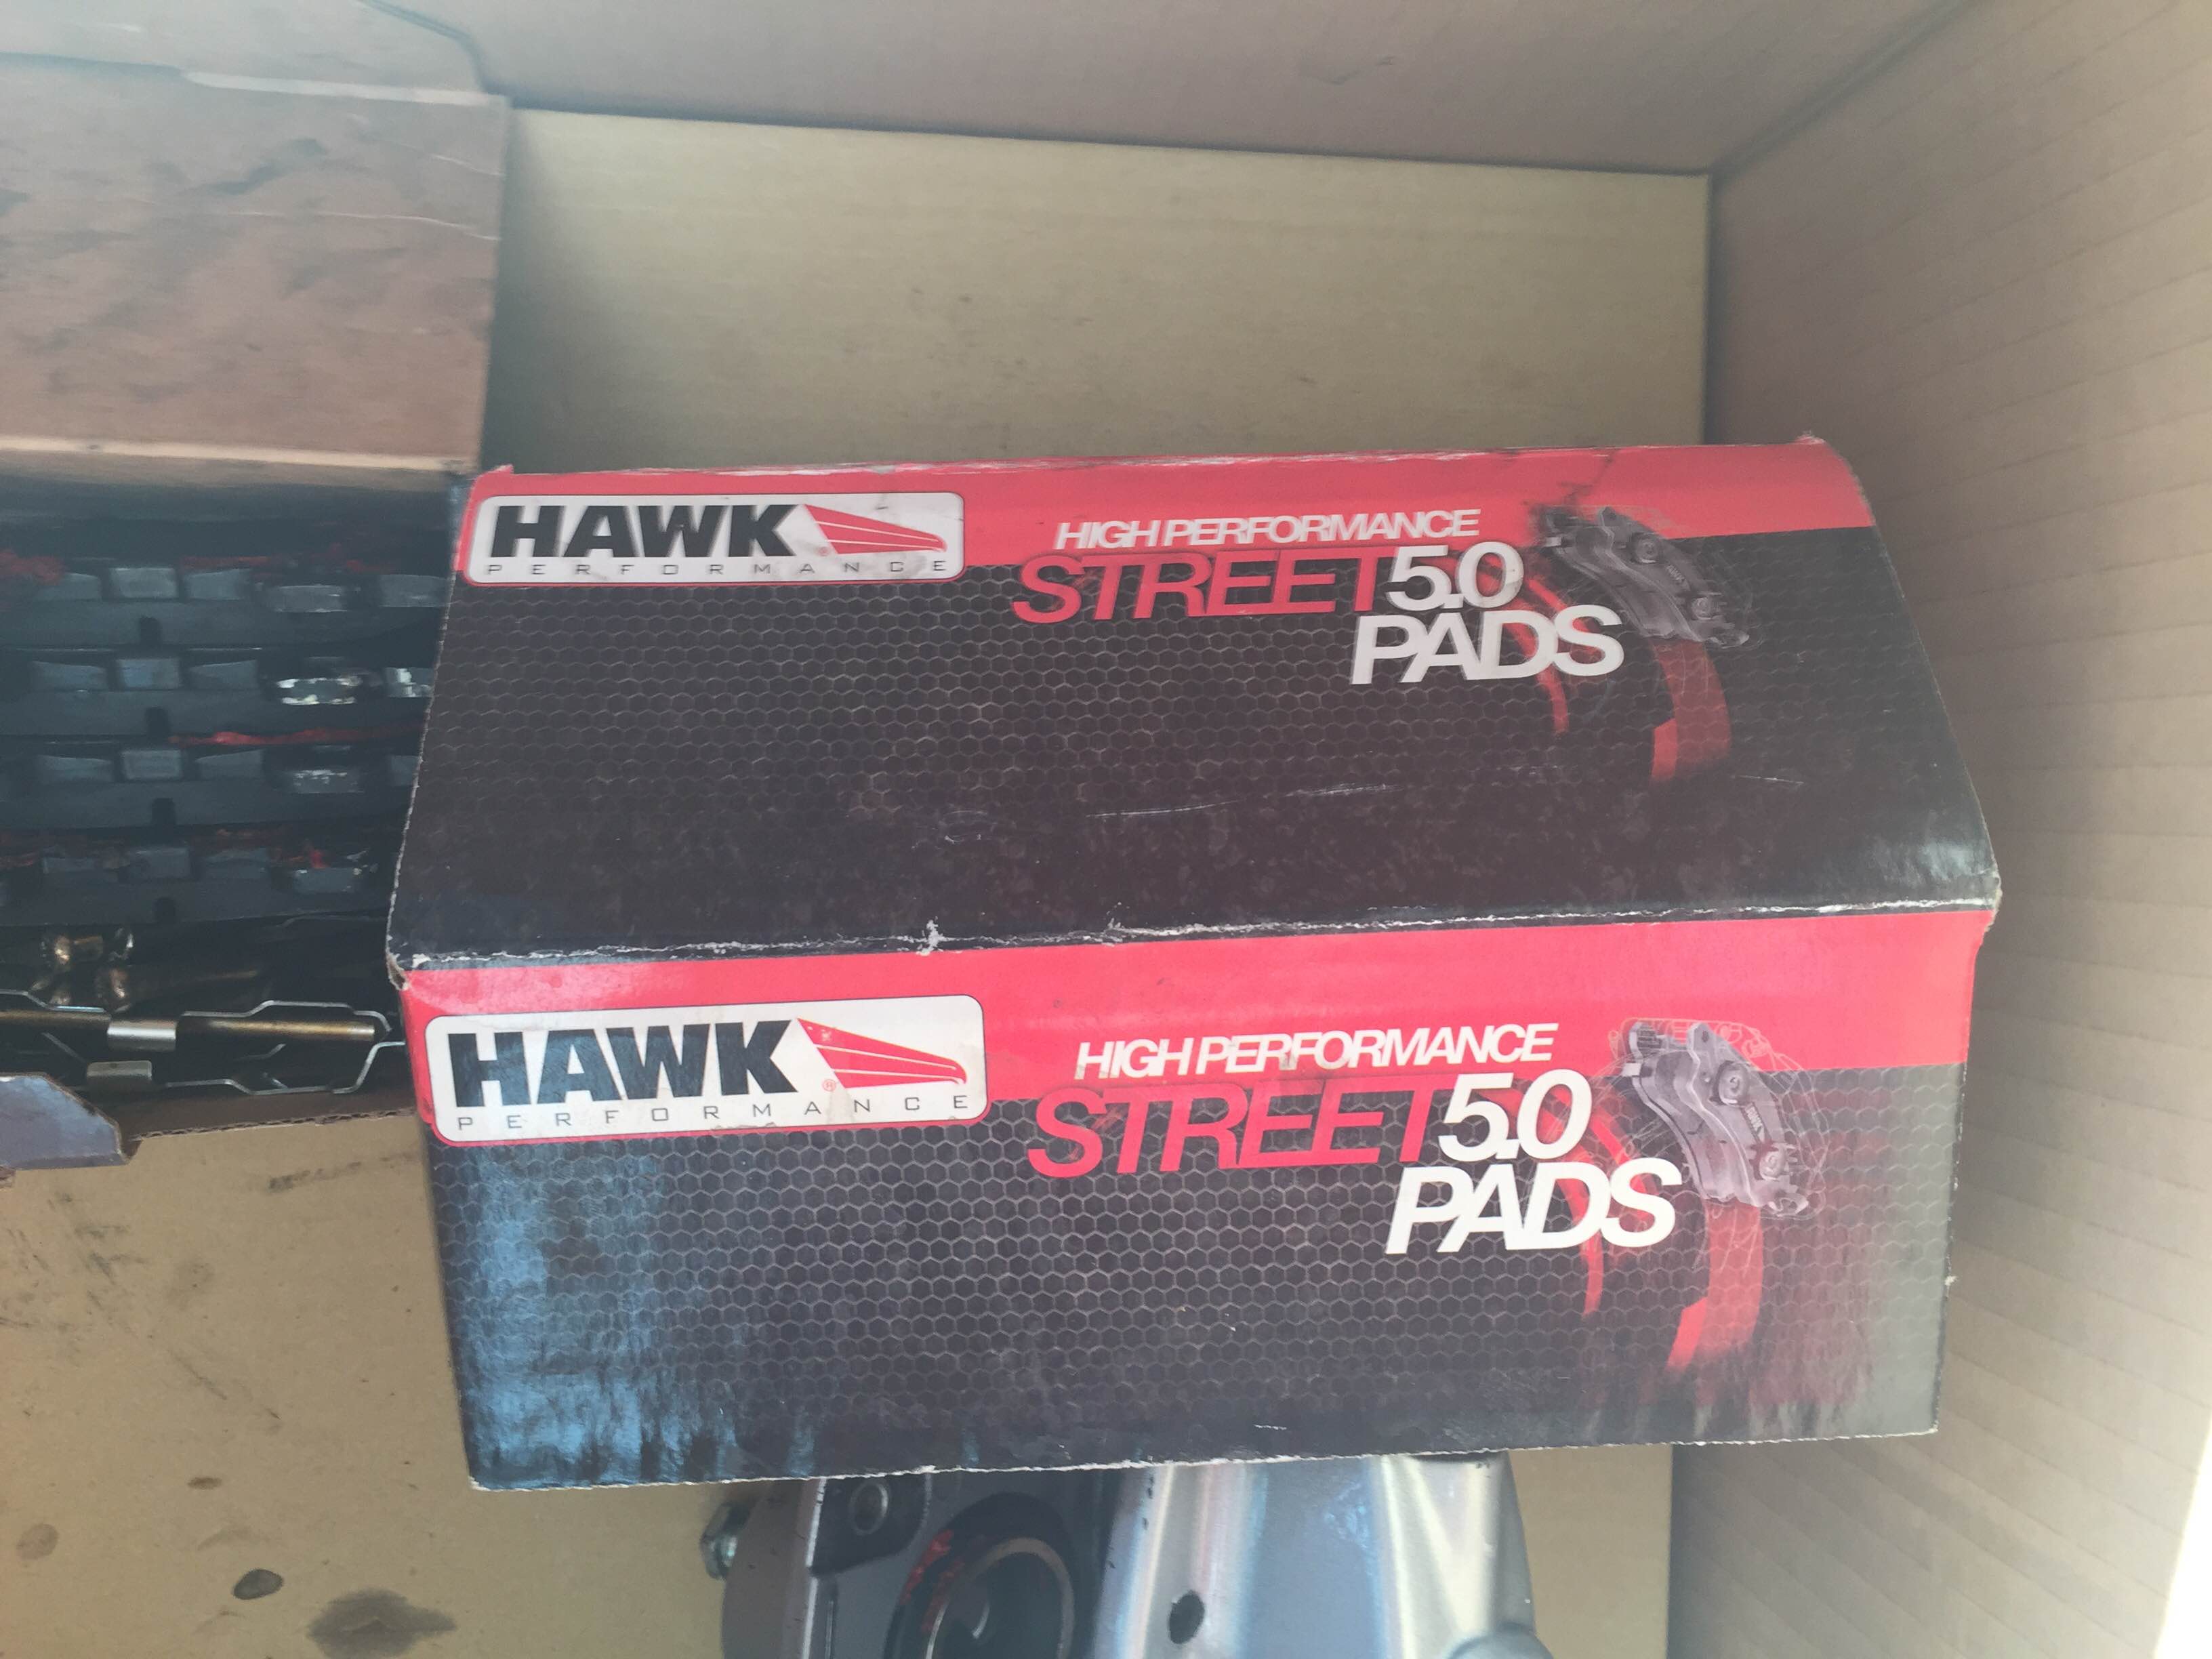 HAWK®
PERFORMANCE
HIGH PERFORMANCE
STREET 5.0
PADS
HAWK®
PERFORMANCE
HIGH PERFORMANCE
STREET 5.0
PADS